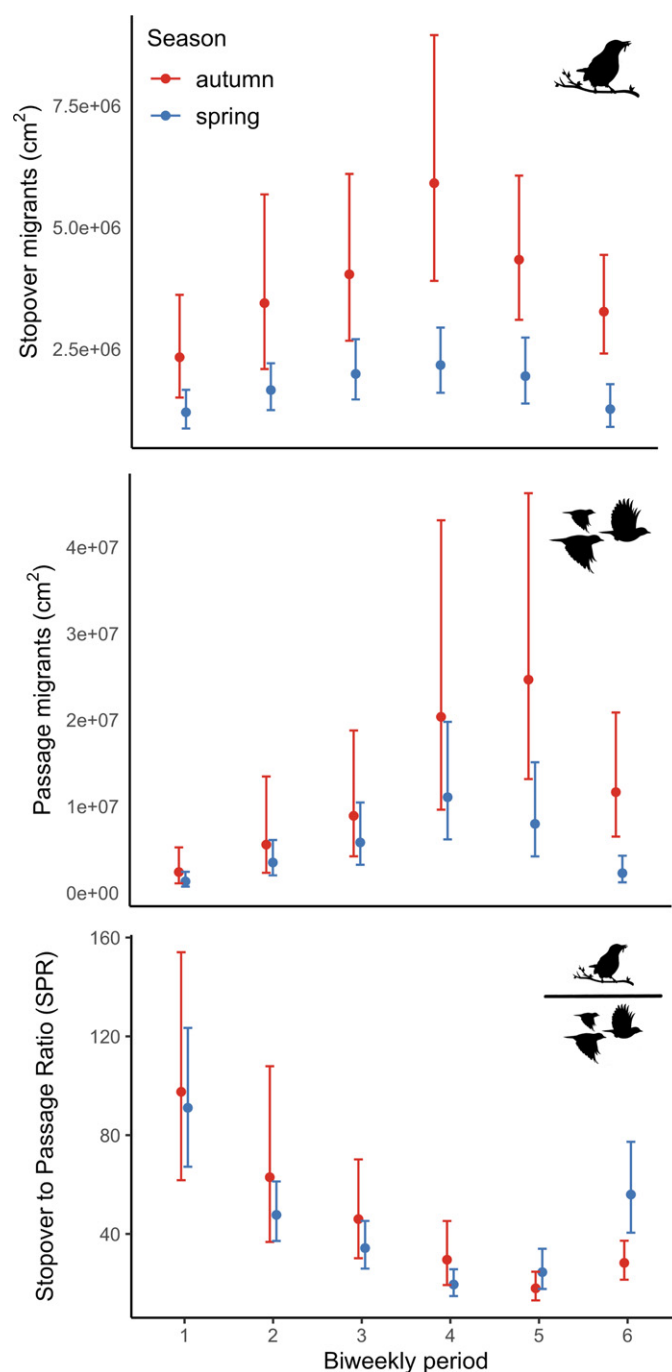 Season
autumn
spring
Stopover migrants (cm²)
7.5e+06
5.0e+06
2.5e+06
Passage migrants (cm²)
4e+07
3e+07
2e+07
1e+07
0e+00
Stopover to Passage Ratio (SPR)
160
120
80
40
1 2 3 4 5 6
Biweekly period